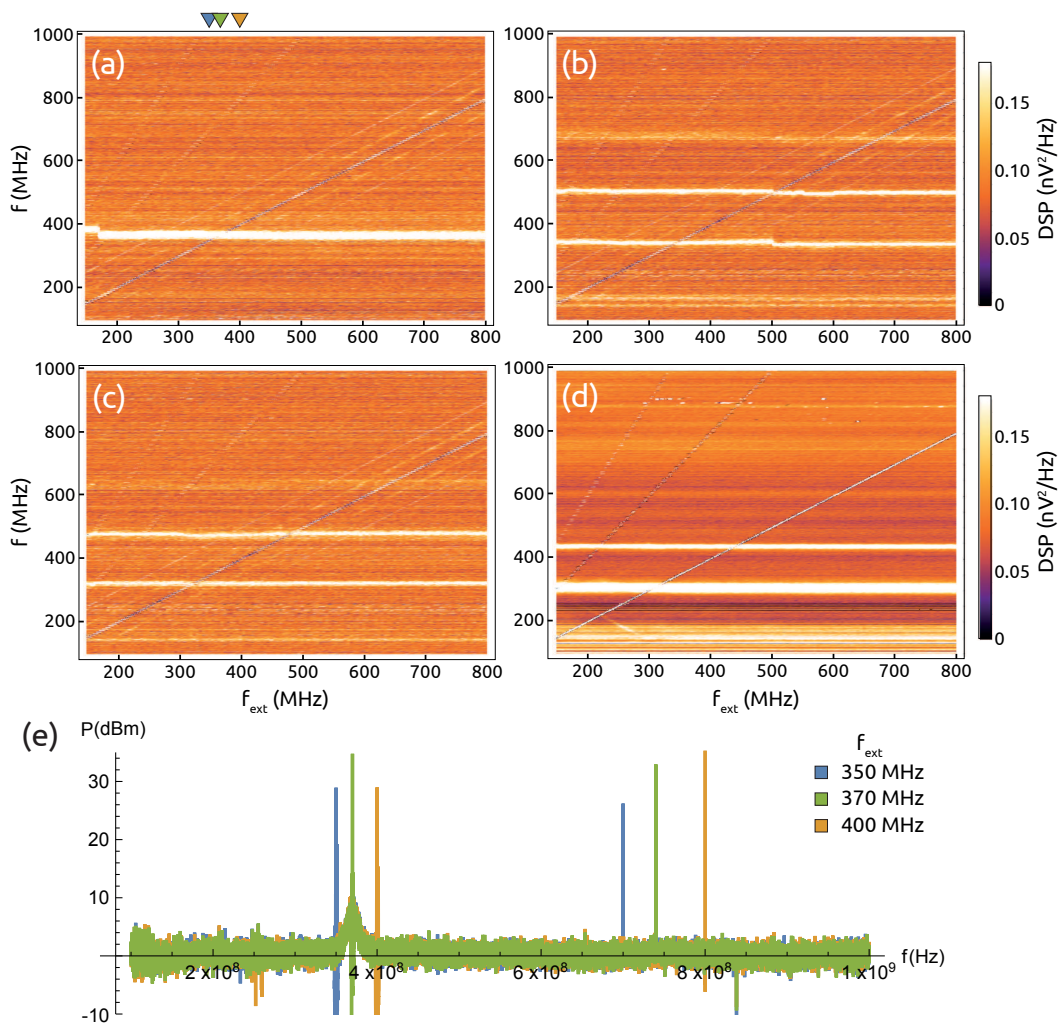 (a)
1000
800
600
400
200
f (MHz)
200 300 400 500 600 700 800
(b)
1000
800
600
400
200
200 300 400 500 600 700 800
0.15
0.10
0.05
0
DSP (nV²/Hz)
(c)
1000
800
600
400
200
f (MHz)
200 300 400 500 600 700 800
f_ext (MHz)
(d)
1000
800
600
400
200
200 300 400 500 600 700 800
f_ext (MHz)
0.15
0.10
0.05
0
DSP (nV²/Hz)
(e)
P(dBm)
30
10
-10
2 x10⁸ 4 x10⁸ 6 x10⁸ 8 x10⁸ 1 x10⁹
f(Hz)
f_ext
350 MHz
370 MHz
400 MHz